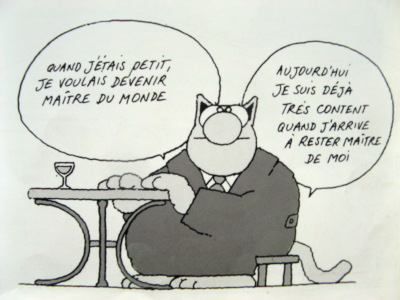 QUAND J'ÉTAIS PETIT,
JE VOULAIS DEVENIR
MAÎTRE DU MONDE
AUJOURD'HUI
JE SUIS DÉJÀ
TRÈS CONTENT
QUAND J'ARRIVE
À RESTER MAÎTRE
DE MOI